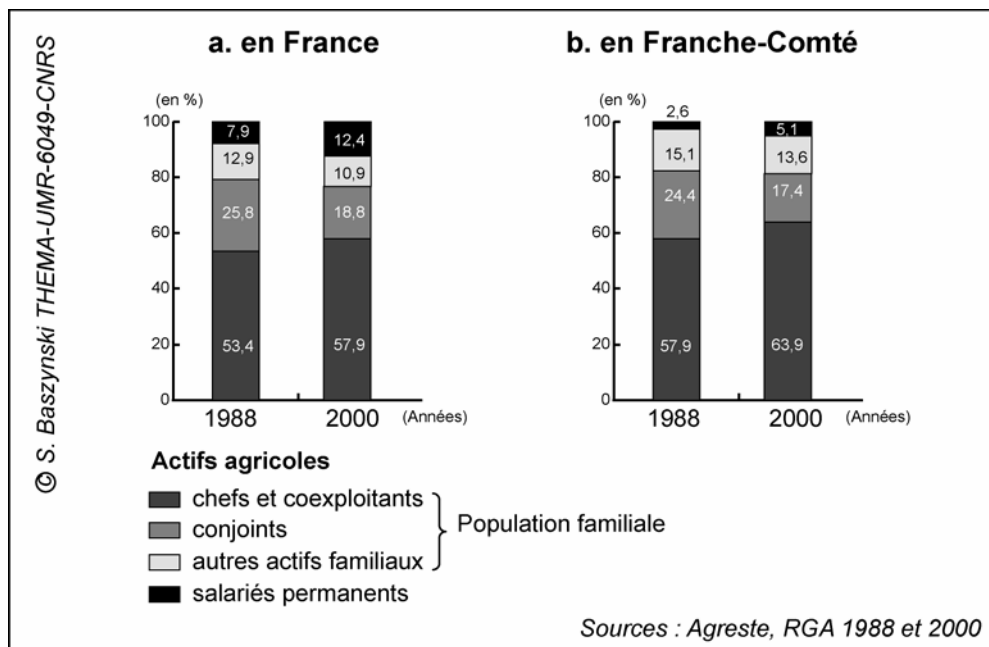 © S. Baszynski THEMA-UMR-6049-CNRS
a. en France
(en %)
100
80
60
40
20
0
7,9
12,9
25,8
53,4
12,4
10,9
18,8
57,9
1988
2000
(Années)
b. en Franche-Comté
(en %)
100
80
60
40
20
0
2,6
15,1
24,4
57,9
5,1
13,6
17,4
63,9
1988
2000
(Années)
Actifs agricoles
chefs et coexploitants
conjoints
autres actifs familiaux
Population familiale
salariés permanents
Sources : Agreste, RGA 1988 et 2000